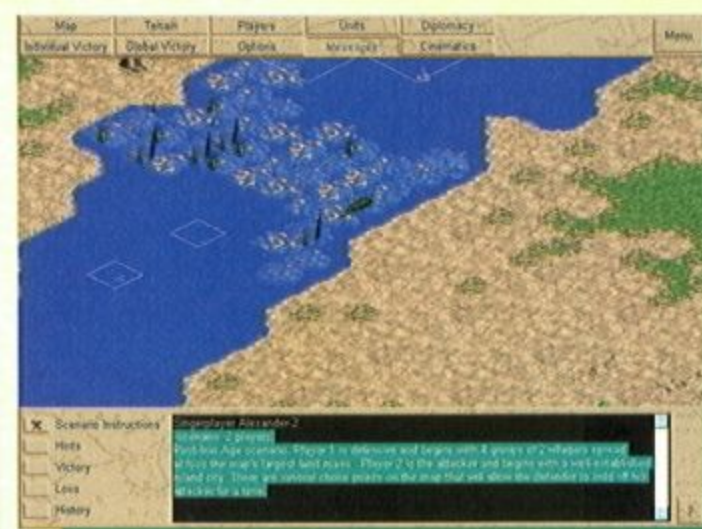 Map Terrain Players Units Diplomacy
Menu
Individual Victory Global Victory Options Messages Cinematics
Scenario Instructions
Hints
Victory
Loss
History
Singleplayer Alexander-2
Scenario: 2 players
Post-Iron Age scenario. Player 1 is defensive and begins with 4 groups of 2 villagers spread
across the map's largest land mass. Player 2 is the attacker and begins with a well-established
island city. There are several choke points on the map that will allow the defender to hold off his
attacker for a time.
?